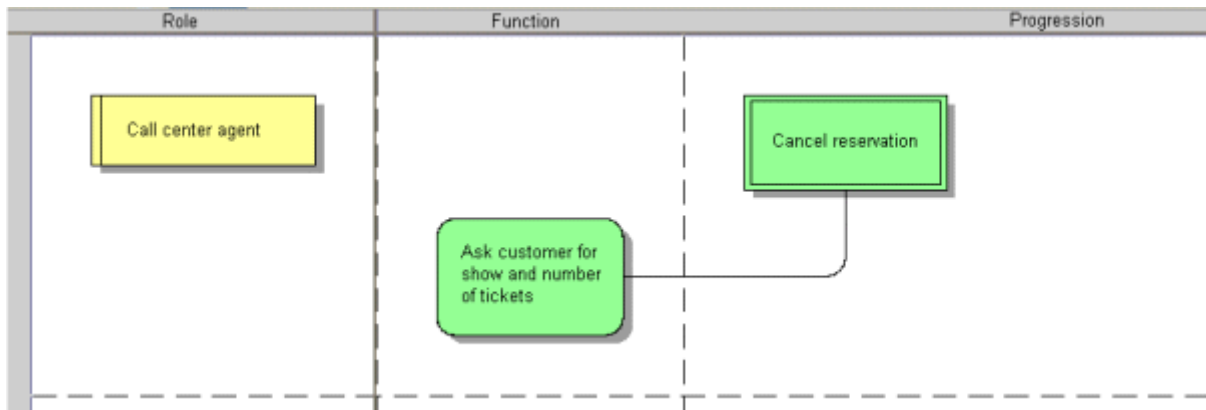 Role
Function
Progression
Call center agent
Cancel reservation
Ask customer for
show and number
of tickets